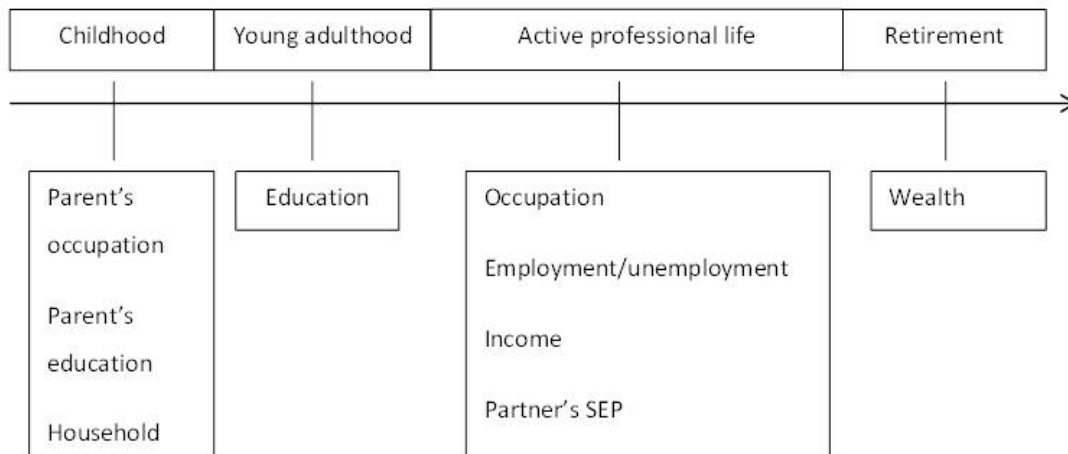 Childhood
Young adulthood
Active professional life
Retirement
Parent's
occupation
Parent's
education
Household
Education
Occupation
Employment/unemployment
Income
Partner's SEP
Wealth